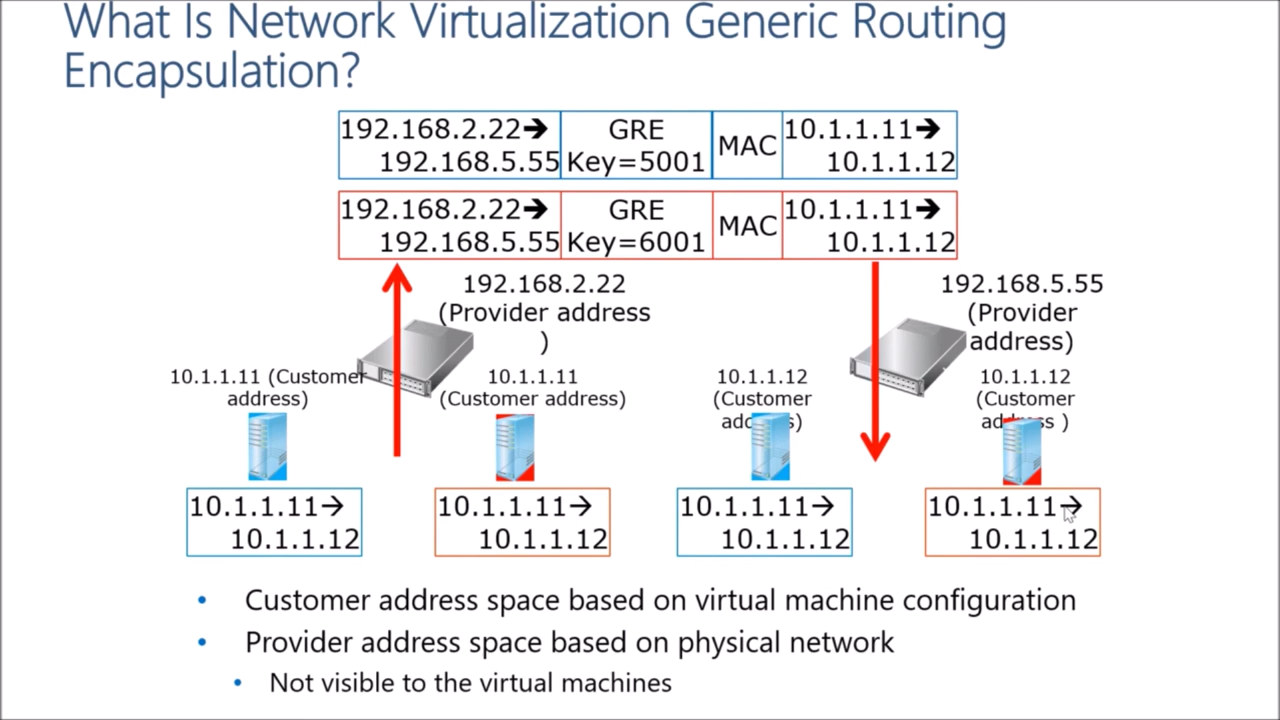 What Is Network Virtualization Generic Routing
Encapsulation?
192.168.2.22➔
192.168.5.55
GRE
Key=5001
MAC
10.1.1.11➔
10.1.1.12
192.168.2.22➔
192.168.5.55
GRE
Key=6001
MAC
10.1.1.11➔
10.1.1.12
192.168.2.22
(Provider address
)
192.168.5.55
(Provider
address)
10.1.1.11 (Customer
address)
10.1.1.11
(Customer address)
10.1.1.12
(Customer
address)
10.1.1.12
(Customer
address )
10.1.1.11→
10.1.1.12
10.1.1.11→
10.1.1.12
10.1.1.11→
10.1.1.12
10.1.1.11→
10.1.1.12
• Customer address space based on virtual machine configuration
• Provider address space based on physical network
• Not visible to the virtual machines